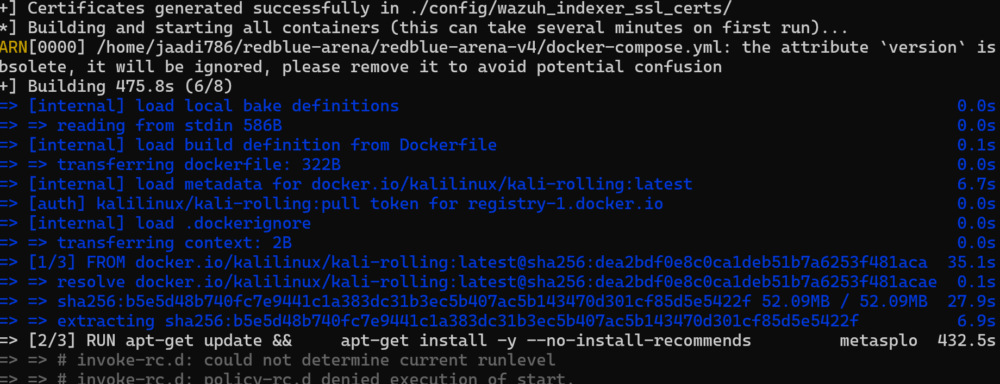 +] Certificates generated successfully in ./config/wazuh_indexer_ssl_certs/
*] Building and starting all containers (this can take several minutes on first run)...
ARN[0000] /home/jaadi786/redblue-arena/redblue-arena-v4/docker-compose.yml: the attribute `version` is
bsolete, it will be ignored, please remove it to avoid potential confusion
+] Building 475.8s (6/8)
=> [internal] load local bake definitions 0.0s
=> => reading from stdin 586B 0.0s
=> [internal] load build definition from Dockerfile 0.1s
=> => transferring dockerfile: 322B 0.0s
=> [internal] load metadata for docker.io/kalilinux/kali-rolling:latest 6.7s
=> [auth] kalilinux/kali-rolling:pull token for registry-1.docker.io 0.0s
=> [internal] load .dockerignore 0.0s
=> => transferring context: 2B 0.0s
=> [1/3] FROM docker.io/kalilinux/kali-rolling:latest@sha256:dea2bdf0e8c0ca1deb51b7a6253f481aca 35.1s
=> => resolve docker.io/kalilinux/kali-rolling:latest@sha256:dea2bdf0e8c0ca1deb51b7a6253f481acae 0.1s
=> => sha256:b5e5d48b740fc7e9441c1a383dc31b3ec5b407ac5b143470d301cf85d5e5422f 52.09MB / 52.09MB 27.9s
=> => extracting sha256:b5e5d48b740fc7e9441c1a383dc31b3ec5b407ac5b143470d301cf85d5e5422f 6.9s
=> [2/3] RUN apt-get update &&     apt-get install -y --no-install-recommends         metasplo 432.5s
=> => # invoke-rc.d: could not determine current runlevel
=> => # invoke-rc.d: policy-rc.d denied execution of start.